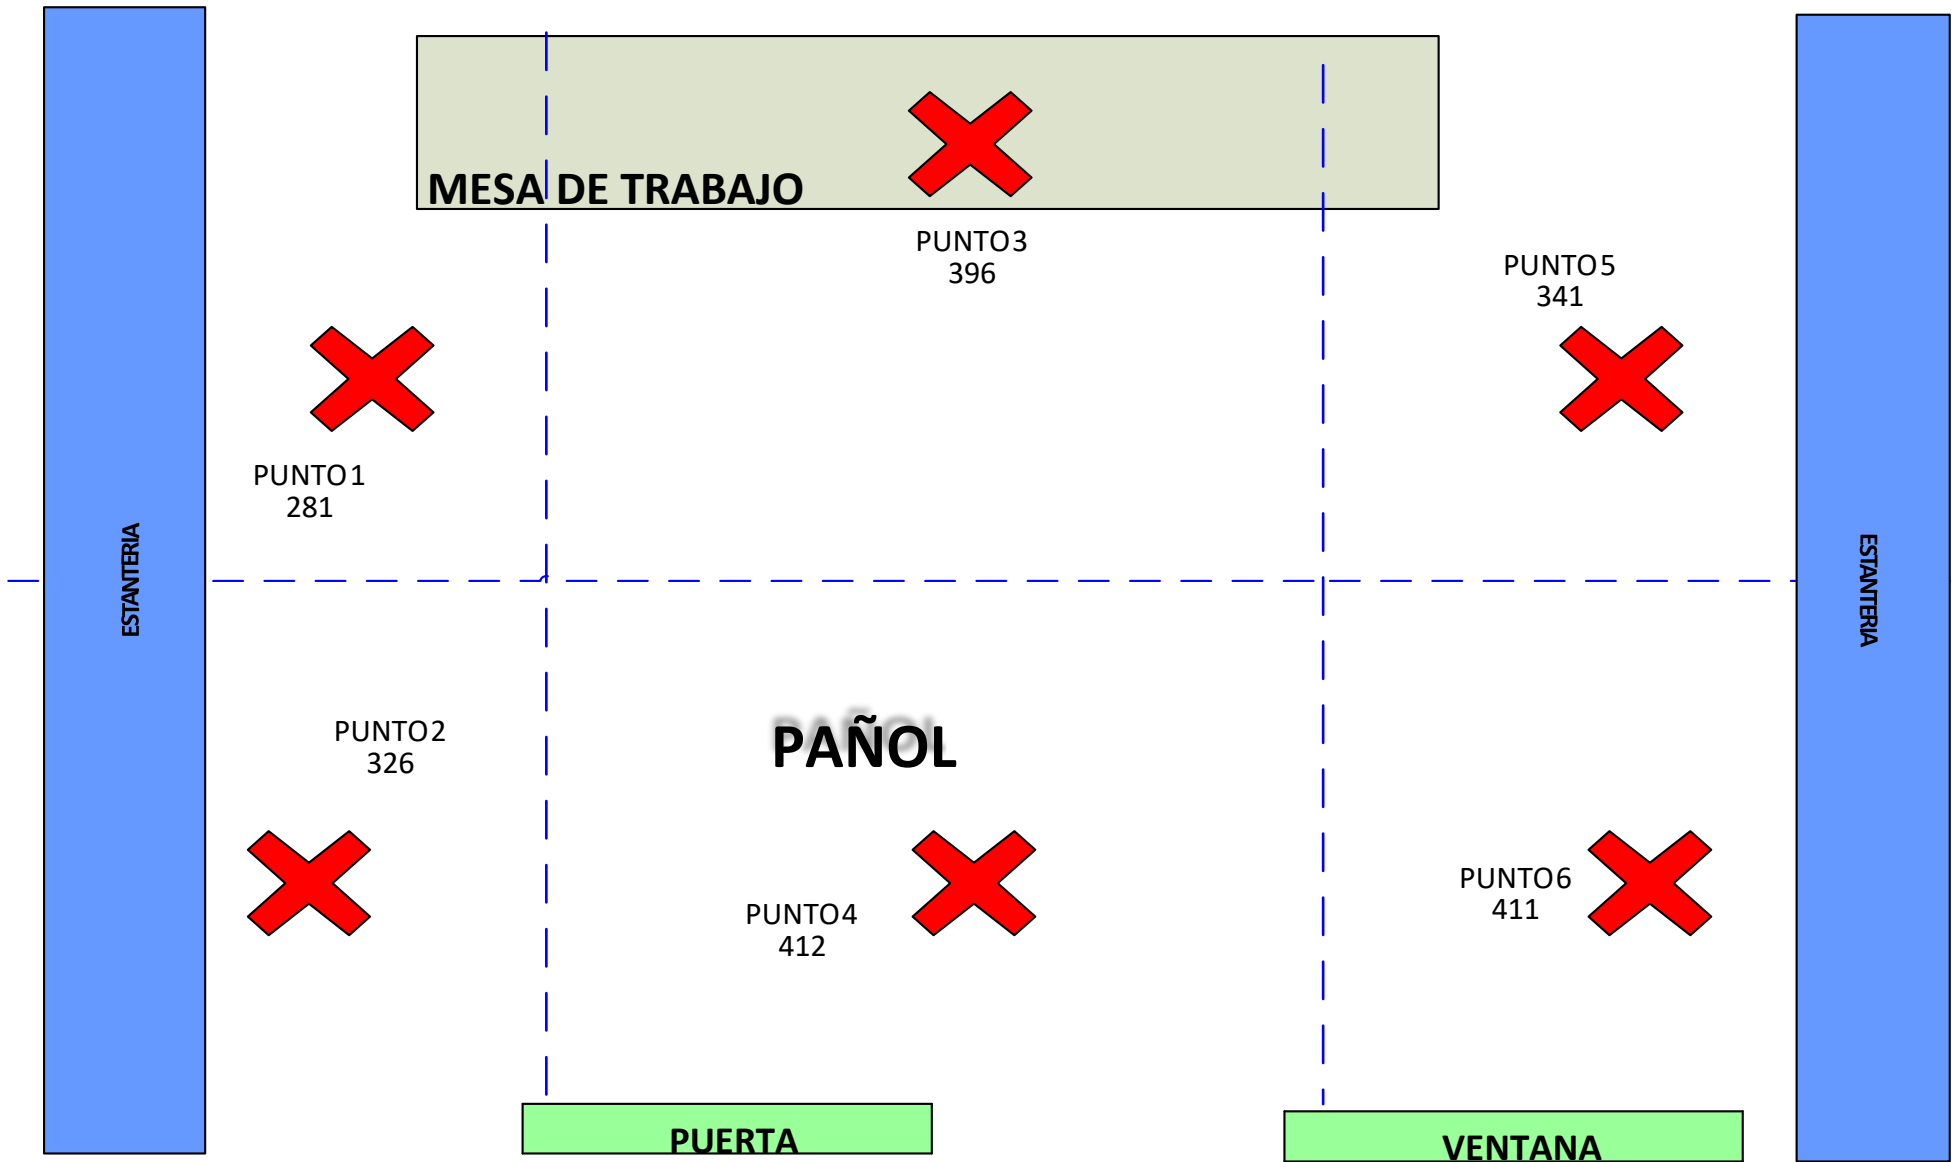 MESA DE TRABAJO
PUNTO3
396
PUNTO5
341
PUNTO1
281
ESTANTERIA
ESTANTERIA
PUNTO2
326
PAÑOL
PUNTO4
412
PUNTO6
411
PUERTA
VENTANA